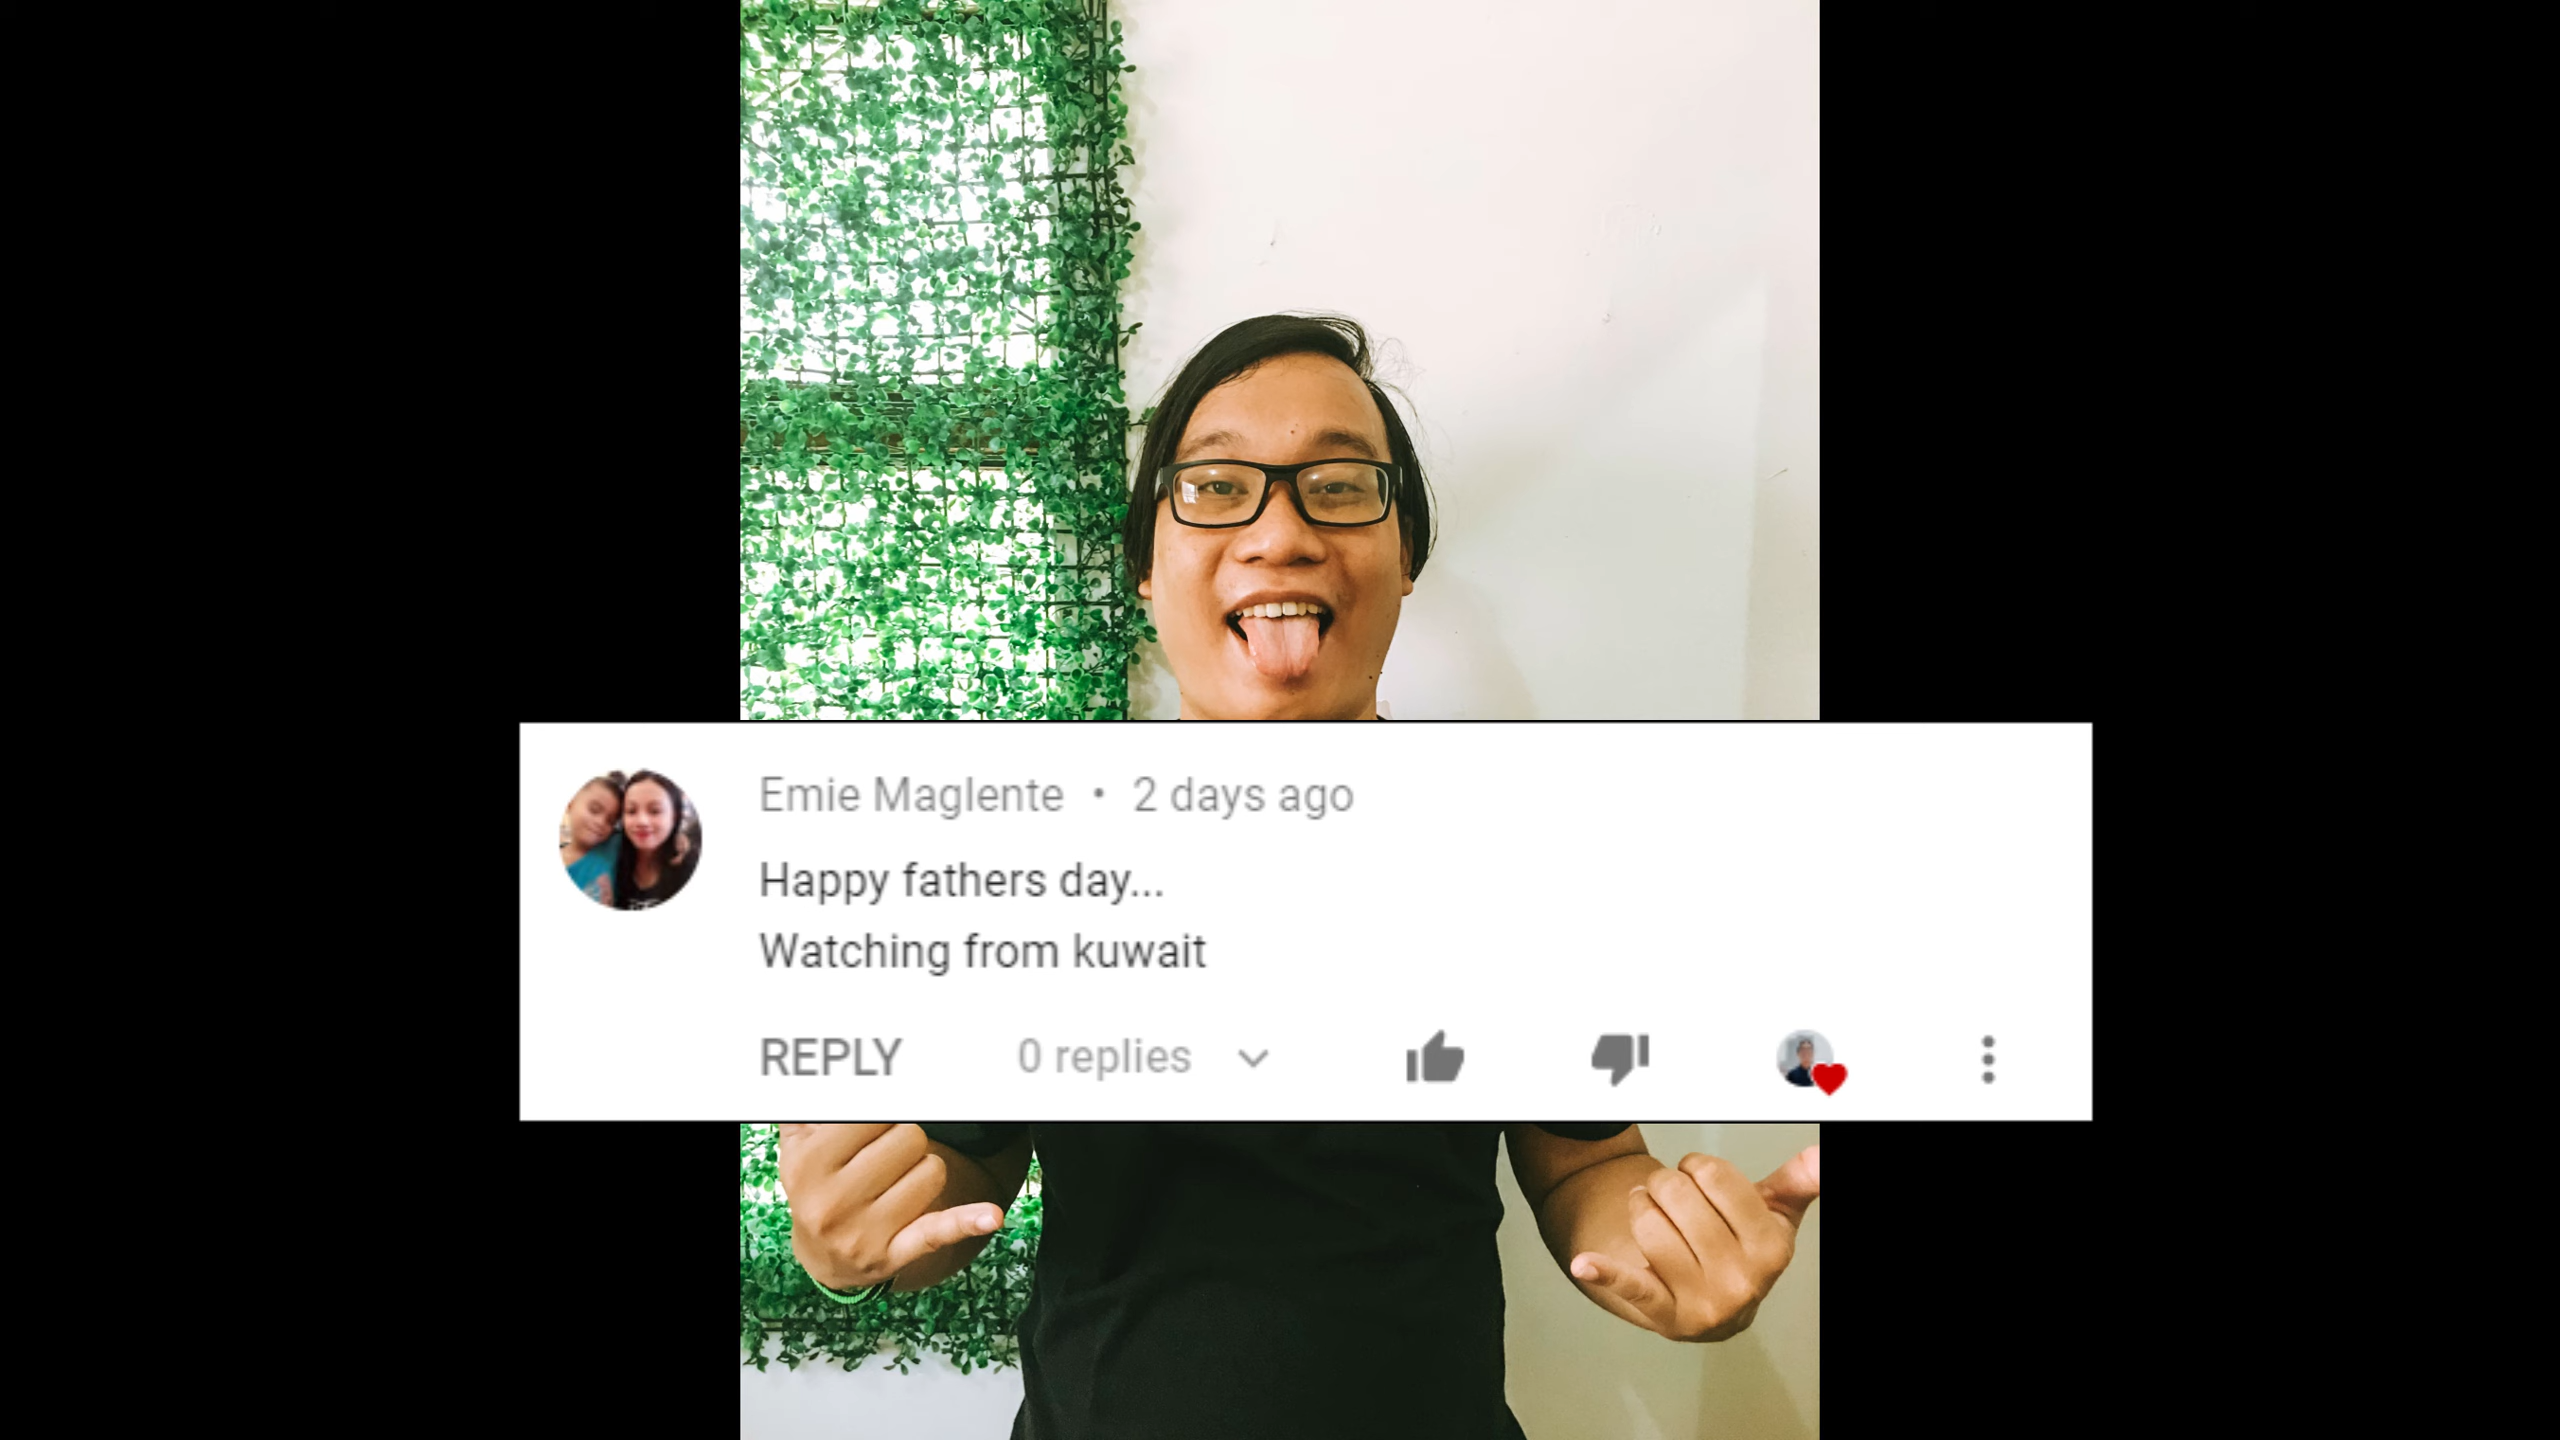 Emie Maglente • 2 days ago
Happy fathers day...
Watching from kuwait
REPLY 0 replies